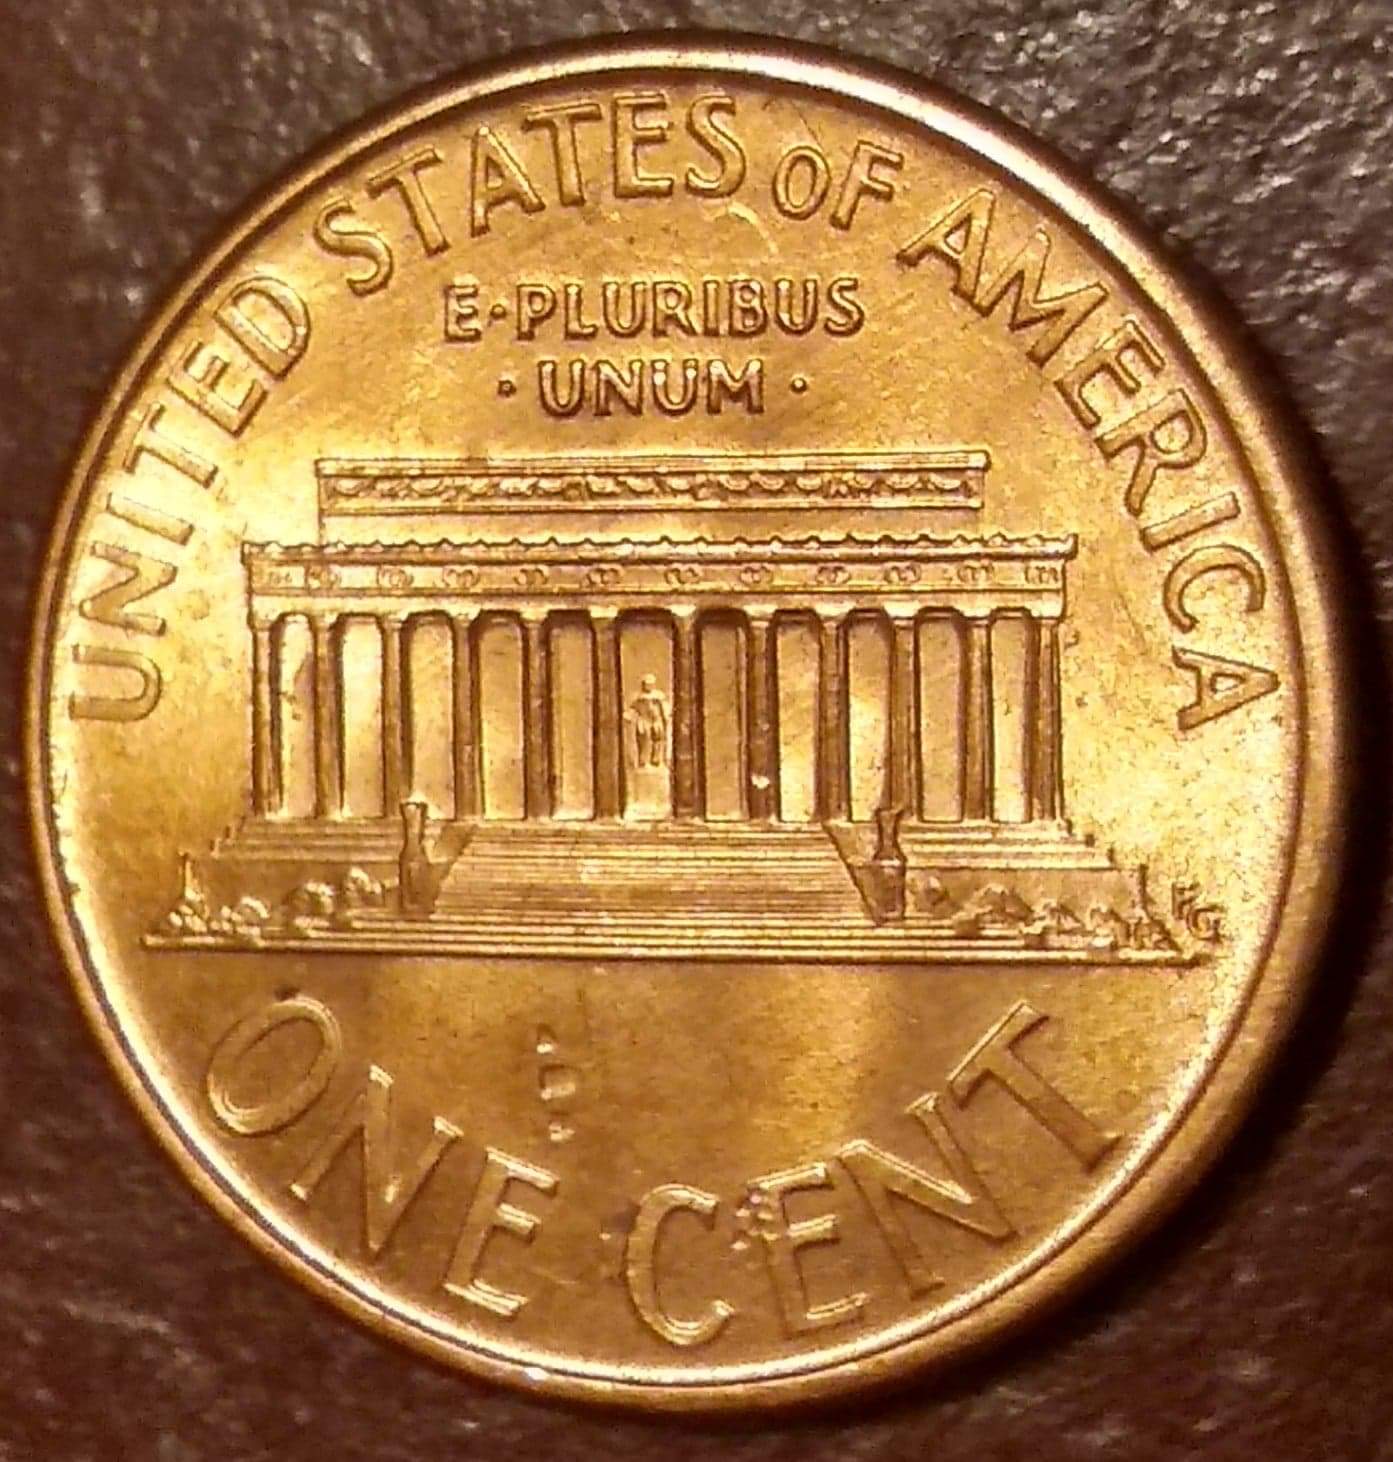 UNITED STATES OF AMERICA
E·PLURIBUS
·UNUM·
FG
ONE CENT